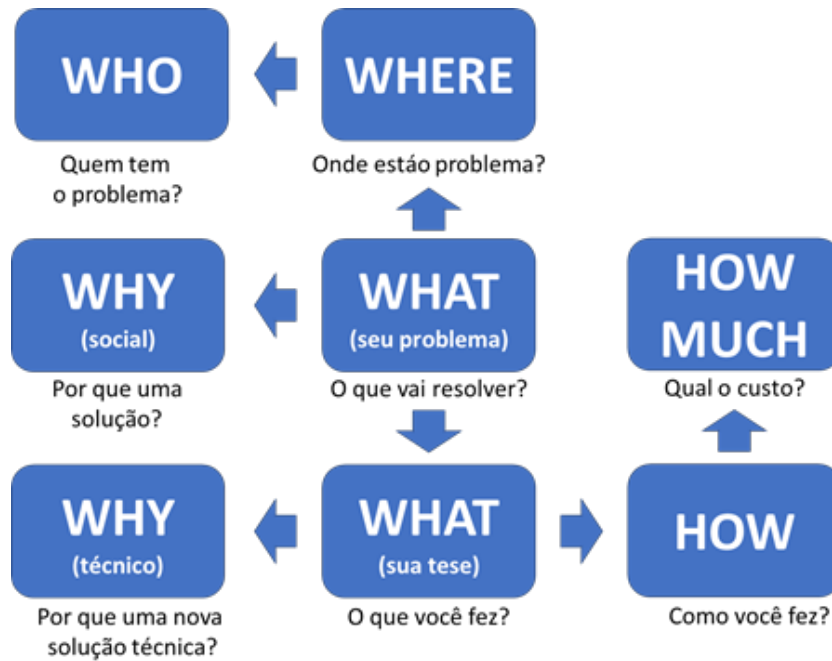 WHO
Quem tem
o problema?
WHERE
Onde estáo problema?
WHY
(social)
Por que uma
solução?
WHAT
(seu problema)
O que vai resolver?
HOW
MUCH
Qual o custo?
WHY
(técnico)
Por que uma nova
solução técnica?
WHAT
(sua tese)
O que você fez?
HOW
Como você fez?